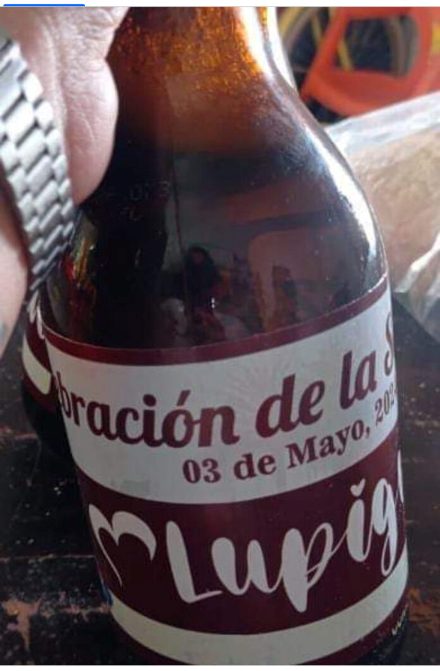 bración de la S
03 de Mayo, 202
Lupig